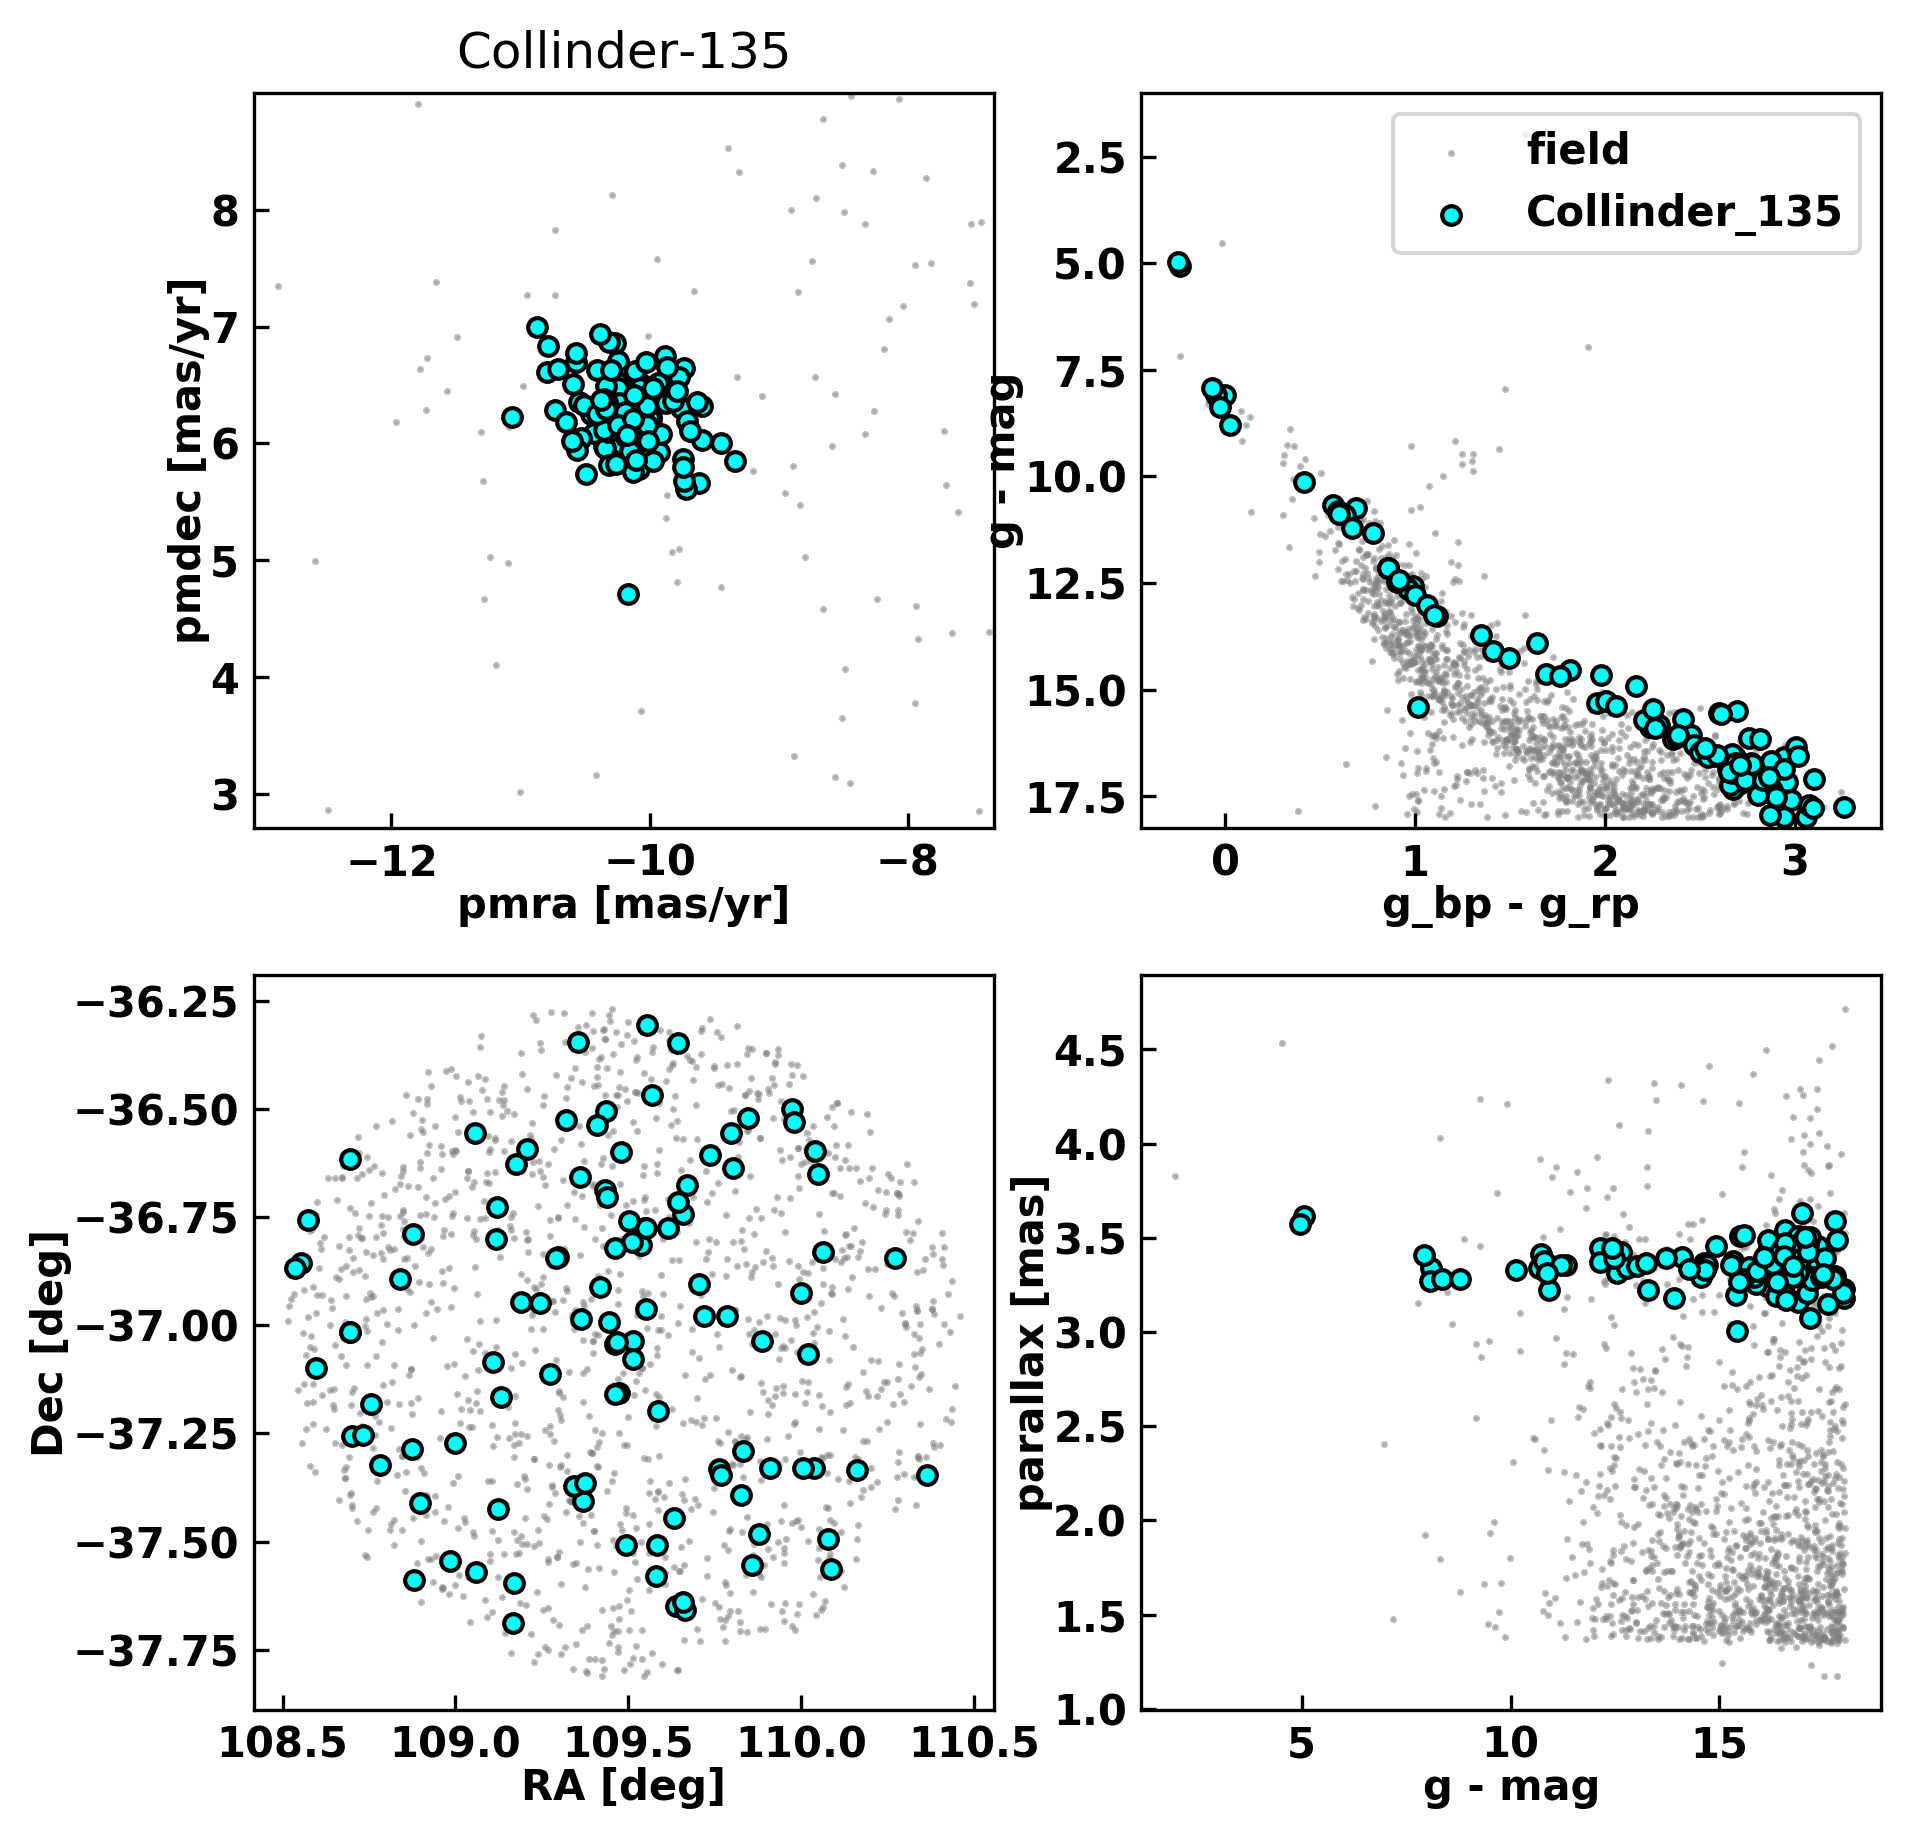 Collinder-135
pmdec [mas/yr]
8
7
6
5
4
3
−12 −10 −8
pmra [mas/yr]
g - mag
2.5
5.0
7.5
10.0
12.5
15.0
17.5
field
Collinder_135
0 1 2 3
g_bp - g_rp
Dec [deg]
−36.25
−36.50
−36.75
−37.00
−37.25
−37.50
−37.75
108.5 109.0 109.5 110.0 110.5
RA [deg]
parallax [mas]
4.5
4.0
3.5
3.0
2.5
2.0
1.5
1.0
5 10 15
g - mag